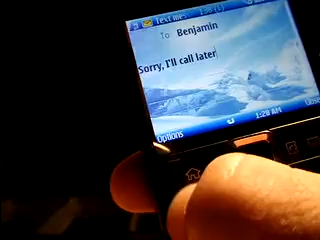 Text mes.
To Benjamin
Sorry, I'll call later
1:28 AM
Options